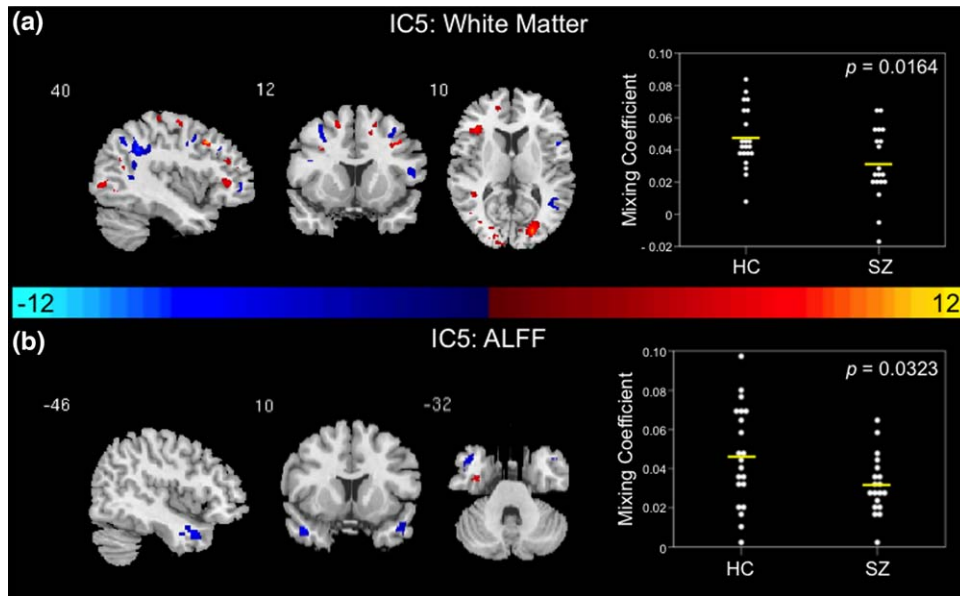 (a)
IC5: White Matter
40
12
10
p = 0.0164
Mixing Coefficient
0.10
0.08
0.06
0.04
0.02
0
- 0.02
HC
SZ
-12
12
(b)
IC5: ALFF
-46
10
-32
p = 0.0323
Mixing Coefficient
0.10
0.08
0.06
0.04
0.02
0
HC
SZ